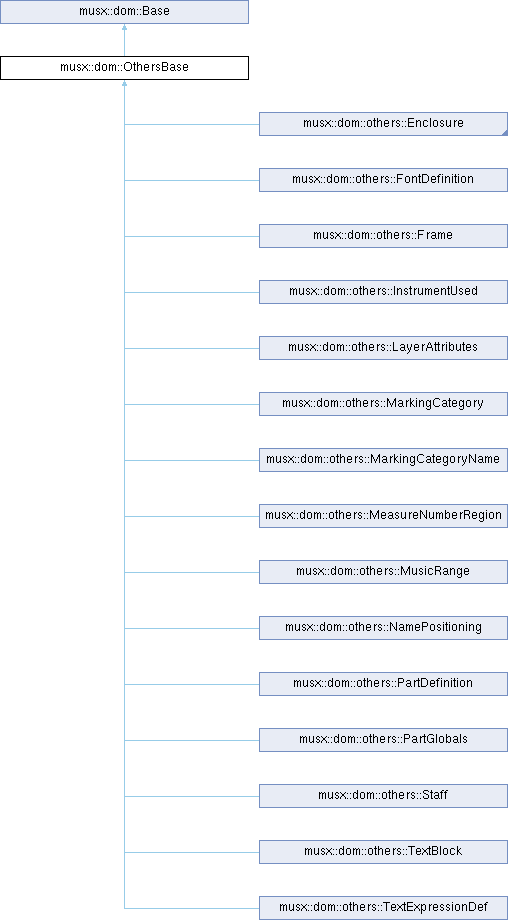 musx::dom::Base
musx::dom::OthersBase
musx::dom::others::Enclosure
musx::dom::others::FontDefinition
musx::dom::others::Frame
musx::dom::others::InstrumentUsed
musx::dom::others::LayerAttributes
musx::dom::others::MarkingCategory
musx::dom::others::MarkingCategoryName
musx::dom::others::MeasureNumberRegion
musx::dom::others::MusicRange
musx::dom::others::NamePositioning
musx::dom::others::PartDefinition
musx::dom::others::PartGlobals
musx::dom::others::Staff
musx::dom::others::TextBlock
musx::dom::others::TextExpressionDef